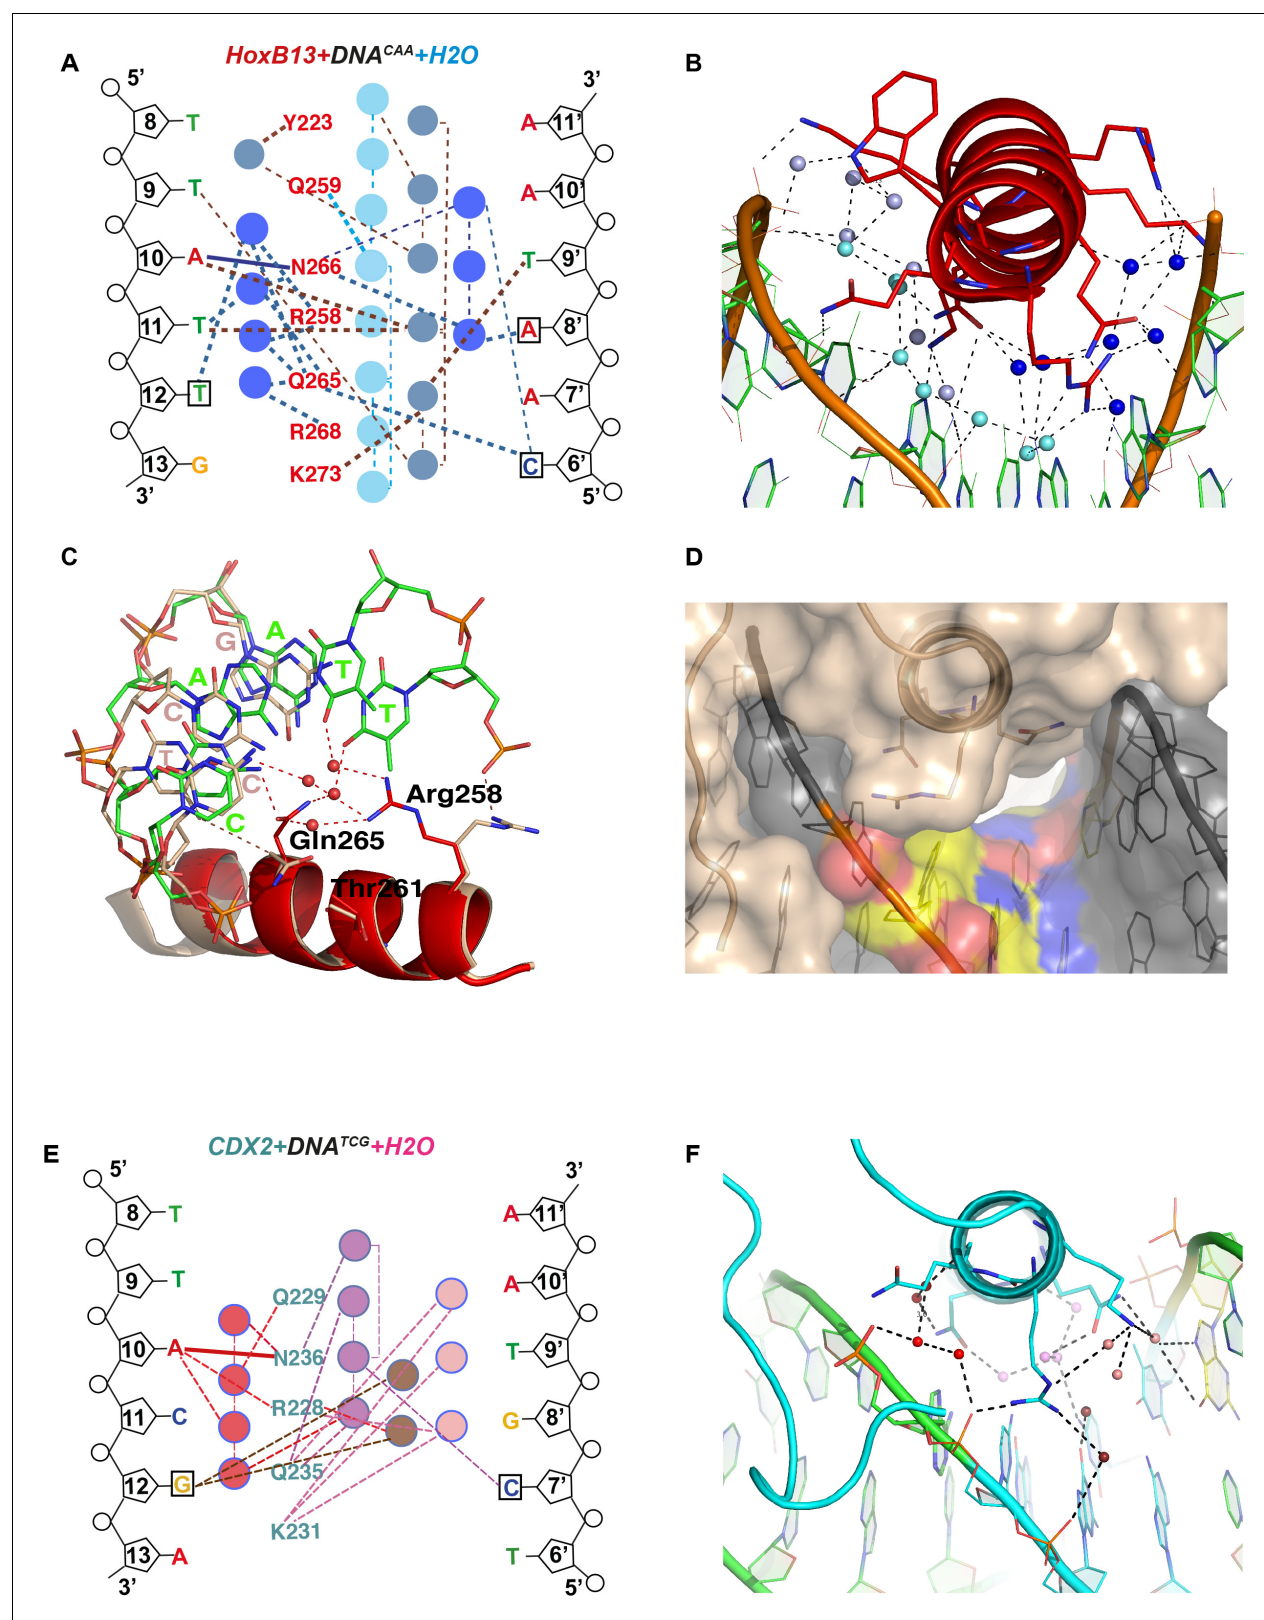 A
HoxB13+DNA^CAA+H2O
5’
3’
8 T
9 T
10 A
11 T
12 T
13 G
3’
Y223
Q259
N266
R258
Q265
R268
K273
A 11’
A 10’
T 9’
A 8’
A 7’
C 6’
5’
B
C
G
A
A
T
C
T
T
C
C
Arg258
Gln265
Thr261
D
E
CDX2+DNA^TCG+H2O
5’
3’
8 T
9 T
10 A
11 C
12 G
13 A
3’
Q229
N236
R228
Q235
K231
A 11’
A 10’
T 9’
G 8’
C 7’
T 6’
5’
F